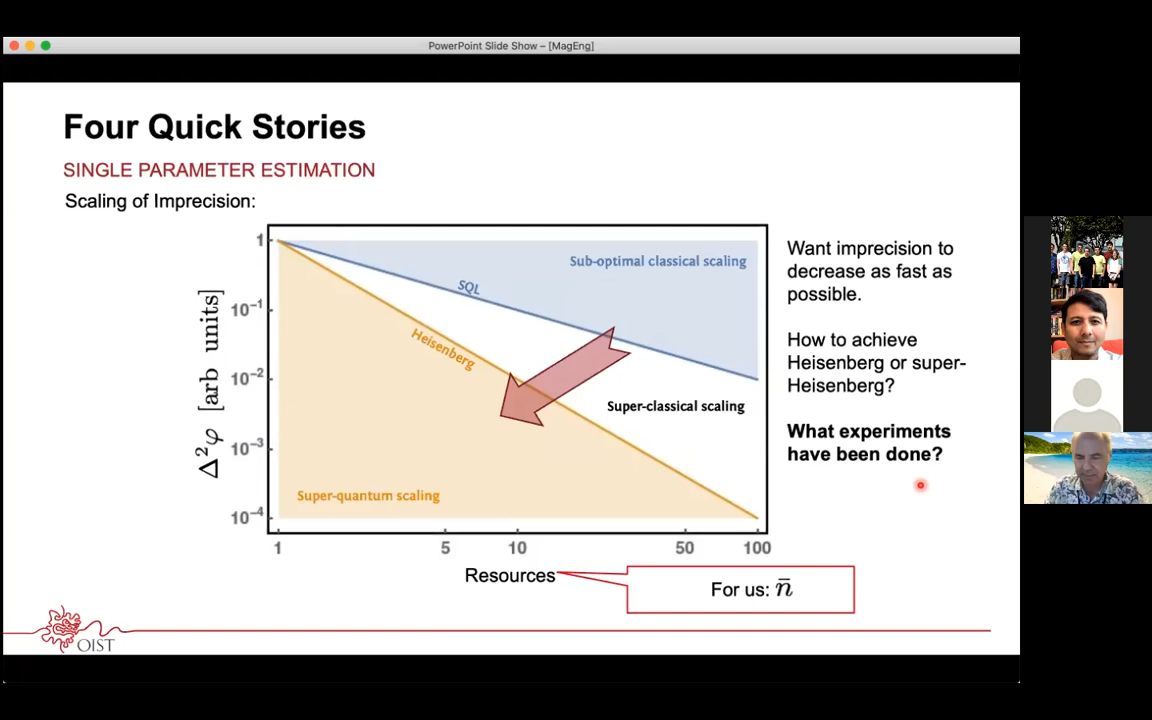 PowerPoint Slide Show – [MagEng]
Four Quick Stories
SINGLE PARAMETER ESTIMATION
Scaling of Imprecision:
1
10⁻¹
10⁻²
10⁻³
10⁻⁴
Δ²φ [arb units]
Sub-optimal classical scaling
SQL
Heisenberg
Super-classical scaling
Super-quantum scaling
1 5 10 50 100
Resources
For us: n̄
Want imprecision to
decrease as fast as
possible.
How to achieve
Heisenberg or super-
Heisenberg?
What experiments
have been done?
OIST